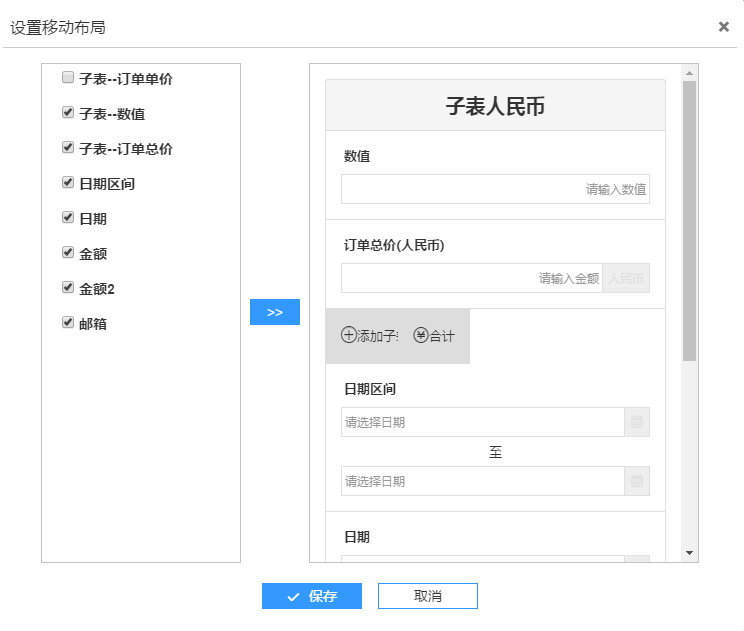 设置移动布局
子表--订单单价
子表--数值
子表--订单总价
日期区间
日期
金额
金额2
邮箱
>>
子表人民币
数值
请输入数值
订单总价(人民币)
请输入金额 人民币
添加子 合计
日期区间
请选择日期
至
请选择日期
日期
保存 取消